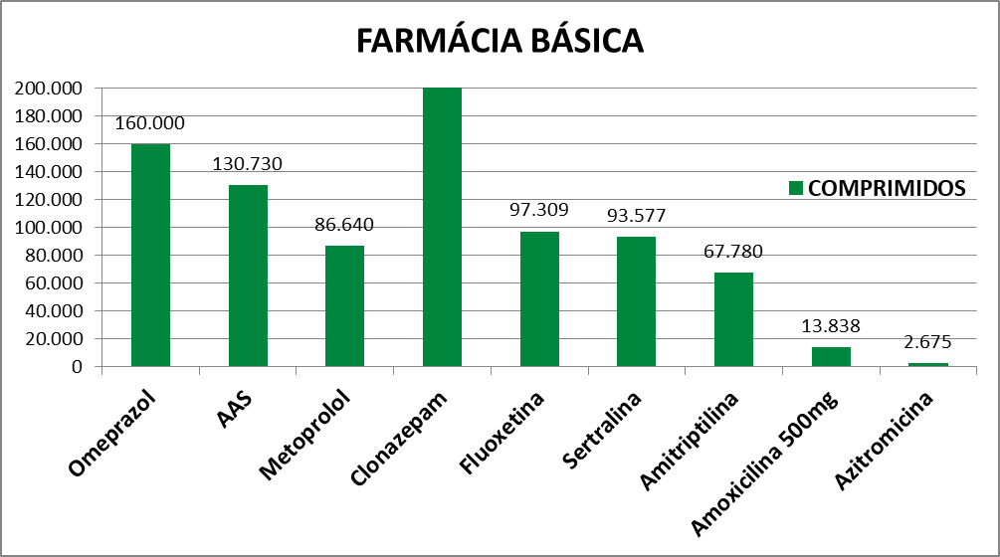 FARMÁCIA BÁSICA
200.000
180.000
160.000
140.000
120.000
100.000
80.000
60.000
40.000
20.000
0
160.000
130.730
86.640
97.309
93.577
67.780
13.838
2.675
COMPRIMIDOS
Omeprazol
AAS
Metoprolol
Clonazepam
Fluoxetina
Sertralina
Amitriptilina
Amoxicilina 500mg
Azitromicina